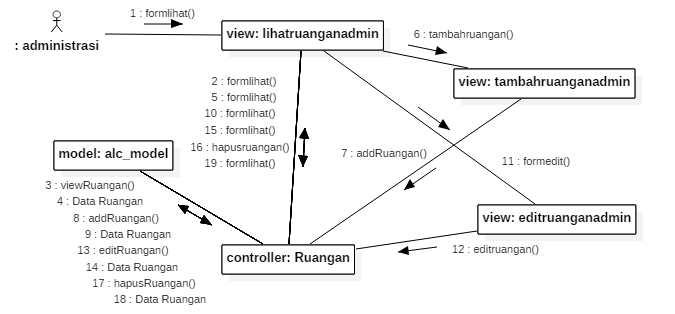 1 : formlihat()
: administrasi
view: lihatruanganadmin
6 : tambahruangan()
view: tambahruanganadmin
2 : formlihat()
5 : formlihat()
10 : formlihat()
15 : formlihat()
16 : hapusruangan()
19 : formlihat()
7 : addRuangan()
11 : formedit()
model: alc_model
3 : viewRuangan()
4 : Data Ruangan
8 : addRuangan()
9 : Data Ruangan
13 : editRuangan()
14 : Data Ruangan
17 : hapusRuangan()
18 : Data Ruangan
view: editruanganadmin
12 : editruangan()
controller: Ruangan